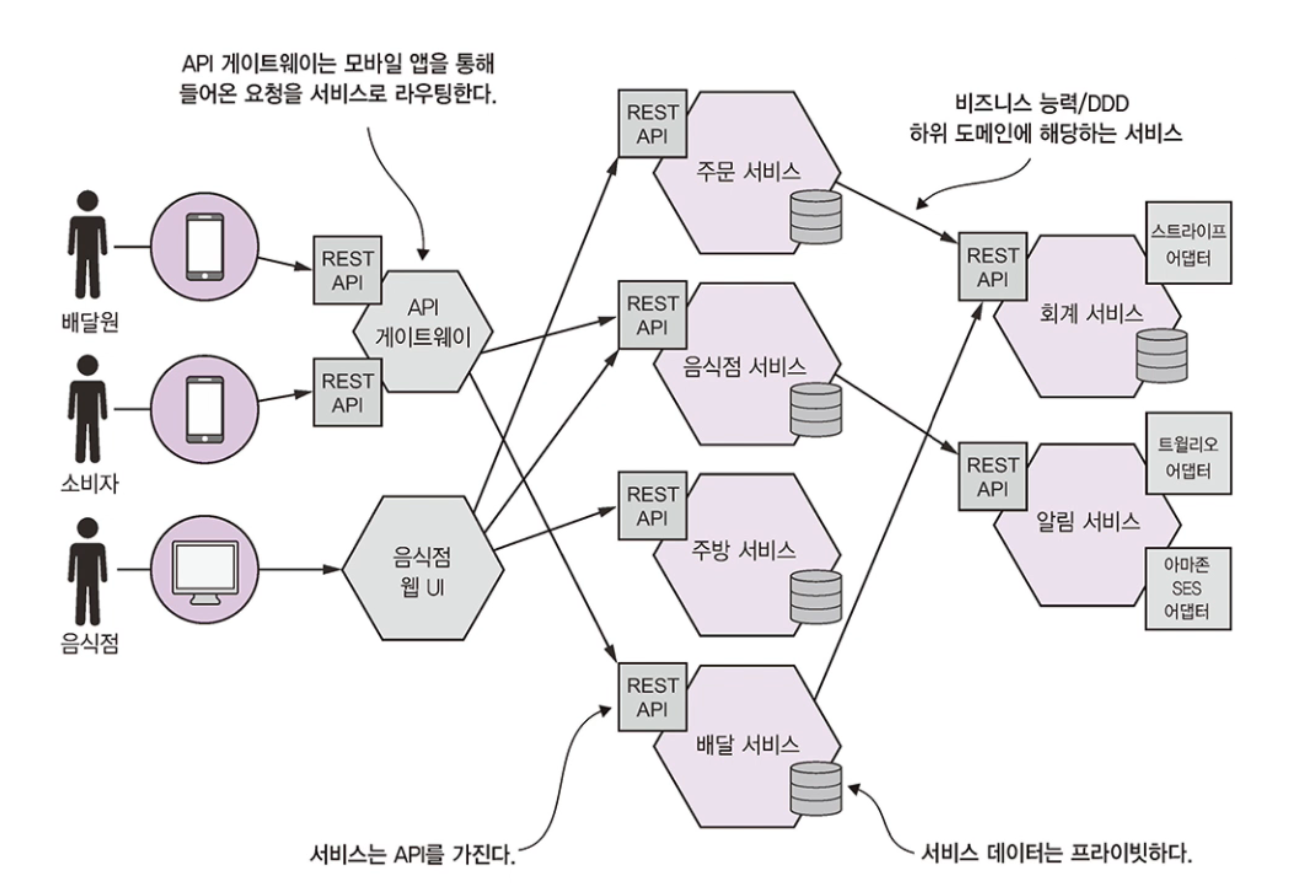 API 게이트웨이는 모바일 앱을 통해
들어온 요청을 서비스로 라우팅한다.
비즈니스 능력/DDD
하위 도메인에 해당하는 서비스
배달원
소비자
음식점
REST
API
REST
API
API
게이트웨이
음식점
웹 UI
REST
API
주문 서비스
REST
API
음식점 서비스
REST
API
주방 서비스
REST
API
배달 서비스
REST
API
회계 서비스
스트라이프
어댑터
REST
API
알림 서비스
트윌리오
어댑터
아마존
SES
어댑터
서비스는 API를 가진다.
서비스 데이터는 프라이빗하다.